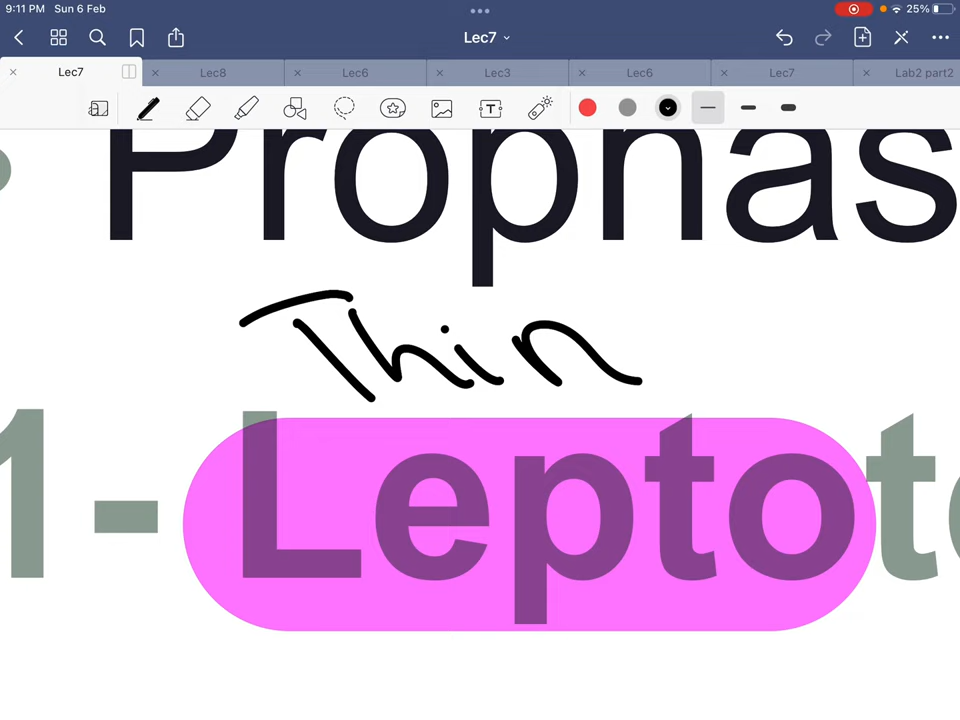 9:11 PM Sun 6 Feb 25%
Lec7
Lec7 Lec8 Lec6 Lec3 Lec6 Lec7 Lab2 part2
T
Prophas
Thin
1- Leptot